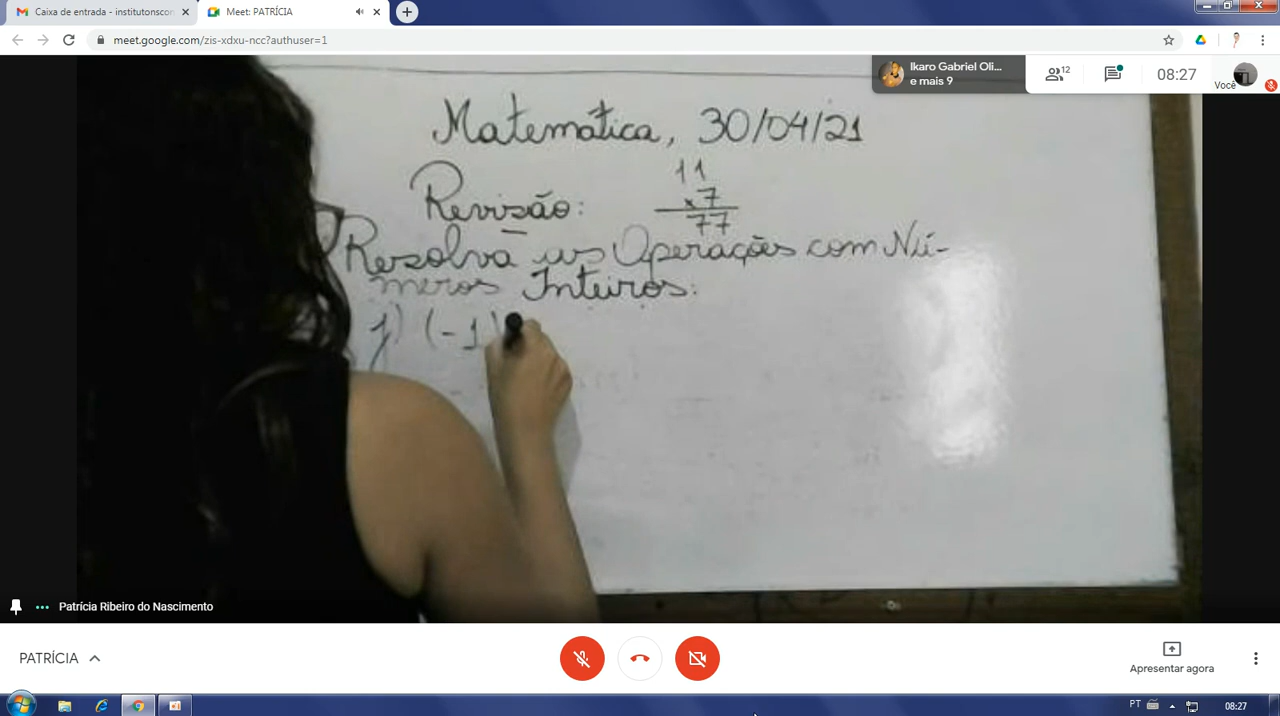 Caixa de entrada - institutonscon
Meet: PATRÍCIA
meet.google.com/zis-xdxu-ncc?authuser=1
Ikaro Gabriel Oli...
e mais 9
12
08:27
Você
Matemática, 30/04/21
11
Revisão:
x7
77
Resolva as Operações com Nú-
meros Inteiros:
j) (-1)
Patrícia Ribeiro do Nascimento
PATRÍCIA
Apresentar agora
PT
08:27